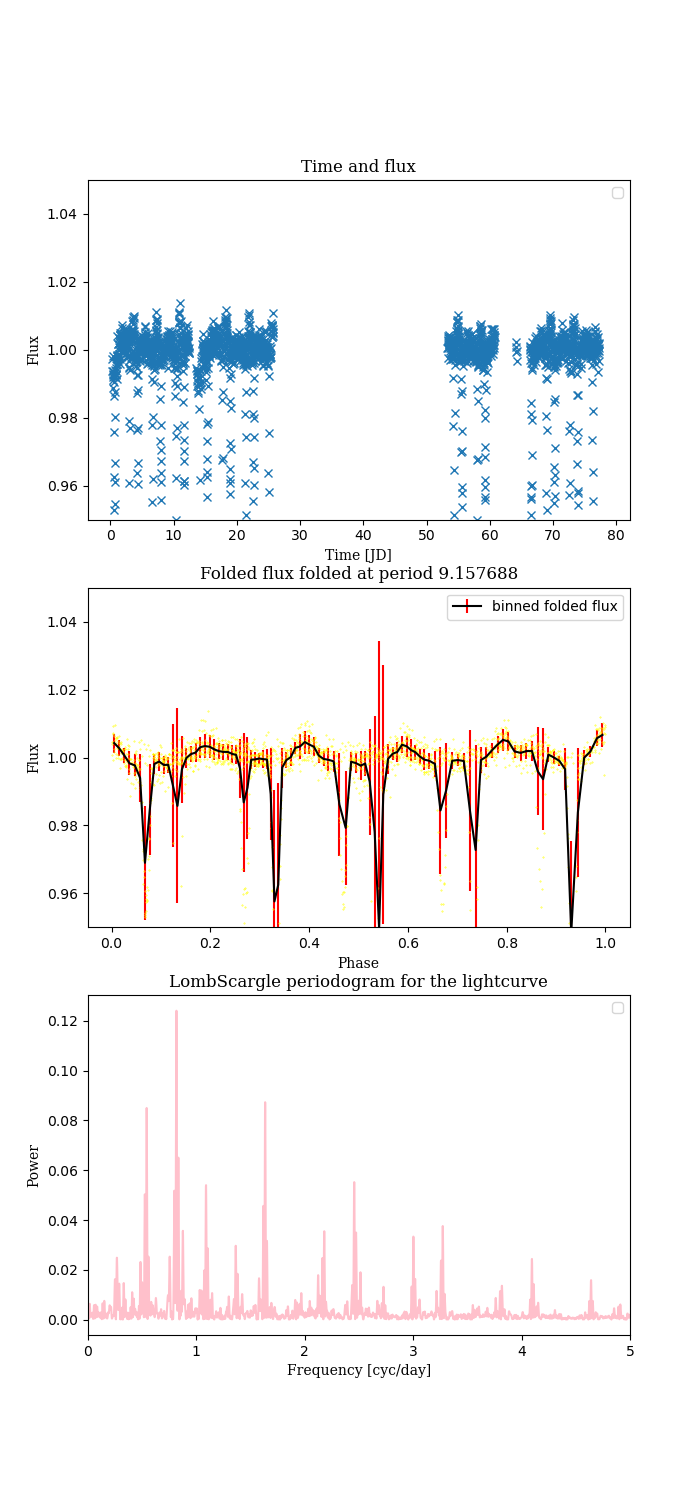 Time and flux
1.04
1.02
1.00
0.98
0.96
Flux
0 10 20 30 40 50 60 70 80
Time [JD]
Folded flux folded at period 9.157688
binned folded flux
1.04
1.02
1.00
0.98
0.96
Flux
0.0 0.2 0.4 0.6 0.8 1.0
Phase
LombScargle periodogram for the lightcurve
0.12
0.10
0.08
0.06
0.04
0.02
0.00
Power
0 1 2 3 4 5
Frequency [cyc/day]